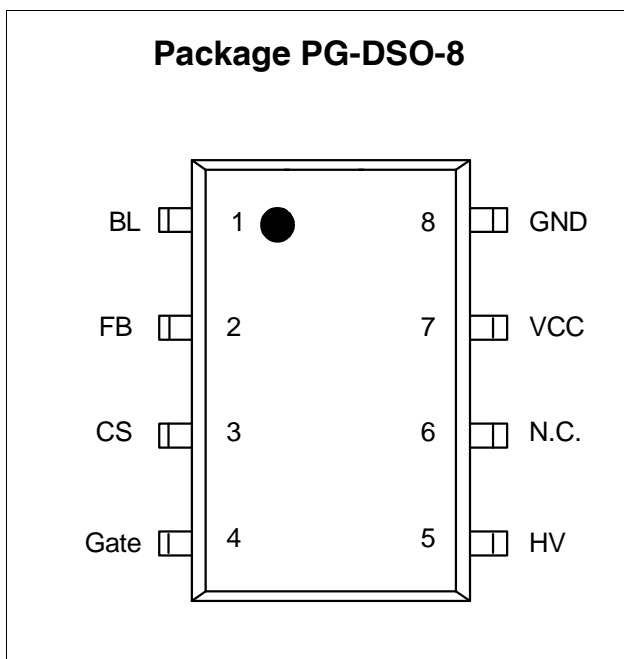 Package PG-DSO-8
BL 1 8 GND
FB 2 7 VCC
CS 3 6 N.C.
Gate 4 5 HV